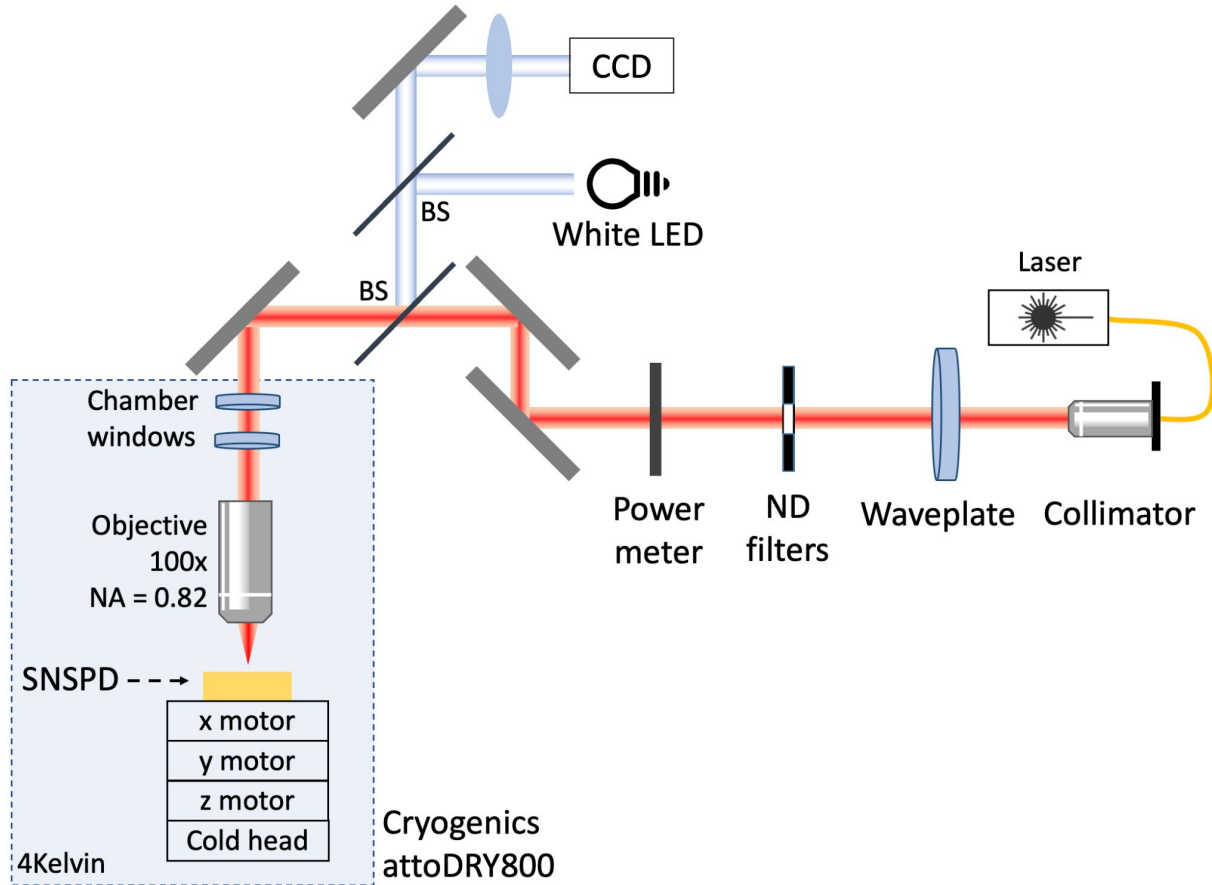 CCD
BS
White LED
BS
Laser
Chamber
windows
Objective
100x
NA = 0.82
Power
meter
ND
filters
Waveplate
Collimator
SNSPD
x motor
y motor
z motor
Cold head
4Kelvin
Cryogenics
attoDRY800